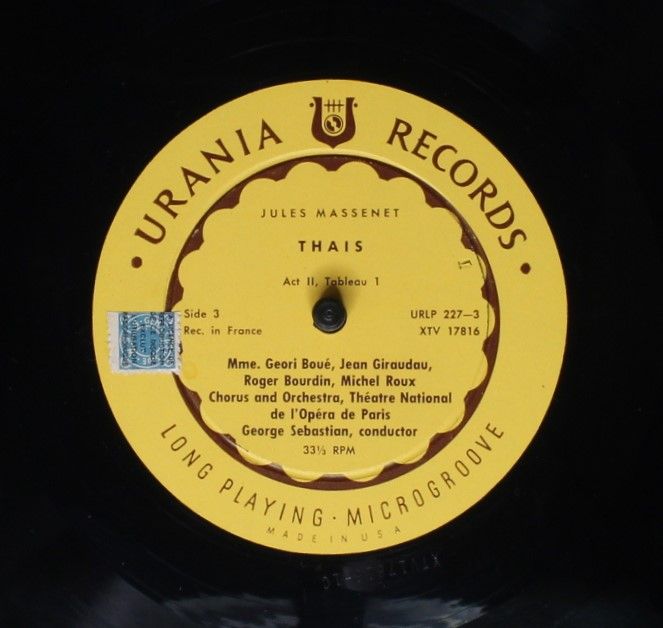 URANIA RECORDS
JULES MASSENET
THAIS
Act II, Tableau 1
Side 3
Rec. in France
URLP 227—3
XTV 17816
Mme. Geori Boué, Jean Giraudau,
Roger Bourdin, Michel Roux
Chorus and Orchestra, Théatre National
de l'Opéra de Paris
George Sebastian, conductor
33⅓ RPM
LONG PLAYING · MICROGROOVE
MADE IN USA